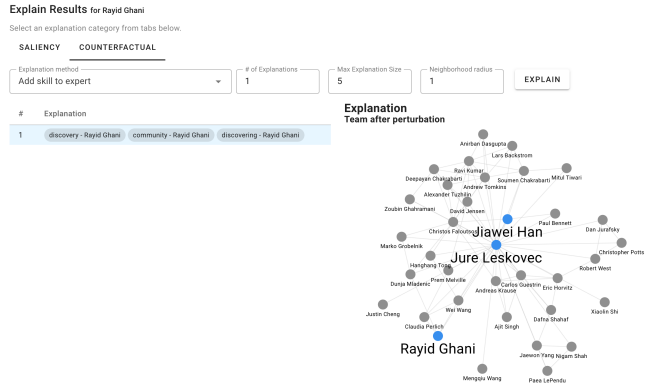 Explain Results for Rayid Ghani
Select an explanation category from tabs below.
SALIENCY COUNTERFACTUAL
Explanation method
Add skill to expert
# of Explanations
1
Max Explanation Size
5
Neighborhood radius
1
EXPLAIN
# Explanation
1 discovery - Rayid Ghani community - Rayid Ghani discovering - Rayid Ghani
Explanation
Team after perturbation
Anirban Dasgupta
Lars Backstrom
Ravi Kumar
Deepayan Chakrabarti
Soumen Chakrabarti
Mitul Tiwari
Andrew Tomkins
Alexander Tuzhilin
Zoubin Ghahramani
David Jensen
Paul Bennett
Christos Faloutsos
Jiawei Han
Dan Jurafsky
Marko Grobelnik
Christopher Potts
Jure Leskovec
Hanghang Tong
Robert West
Dunja Mladenic
Prem Melville
Carlos Guestrin
Eric Horvitz
Andreas Krause
Justin Cheng
Wei Wang
Xiaolin Shi
Claudia Perlich
Ajit Singh
Dafna Shahaf
Rayid Ghani
Jaewon Yang
Nigam Shah
Mengqiu Wang
Paea LePendu